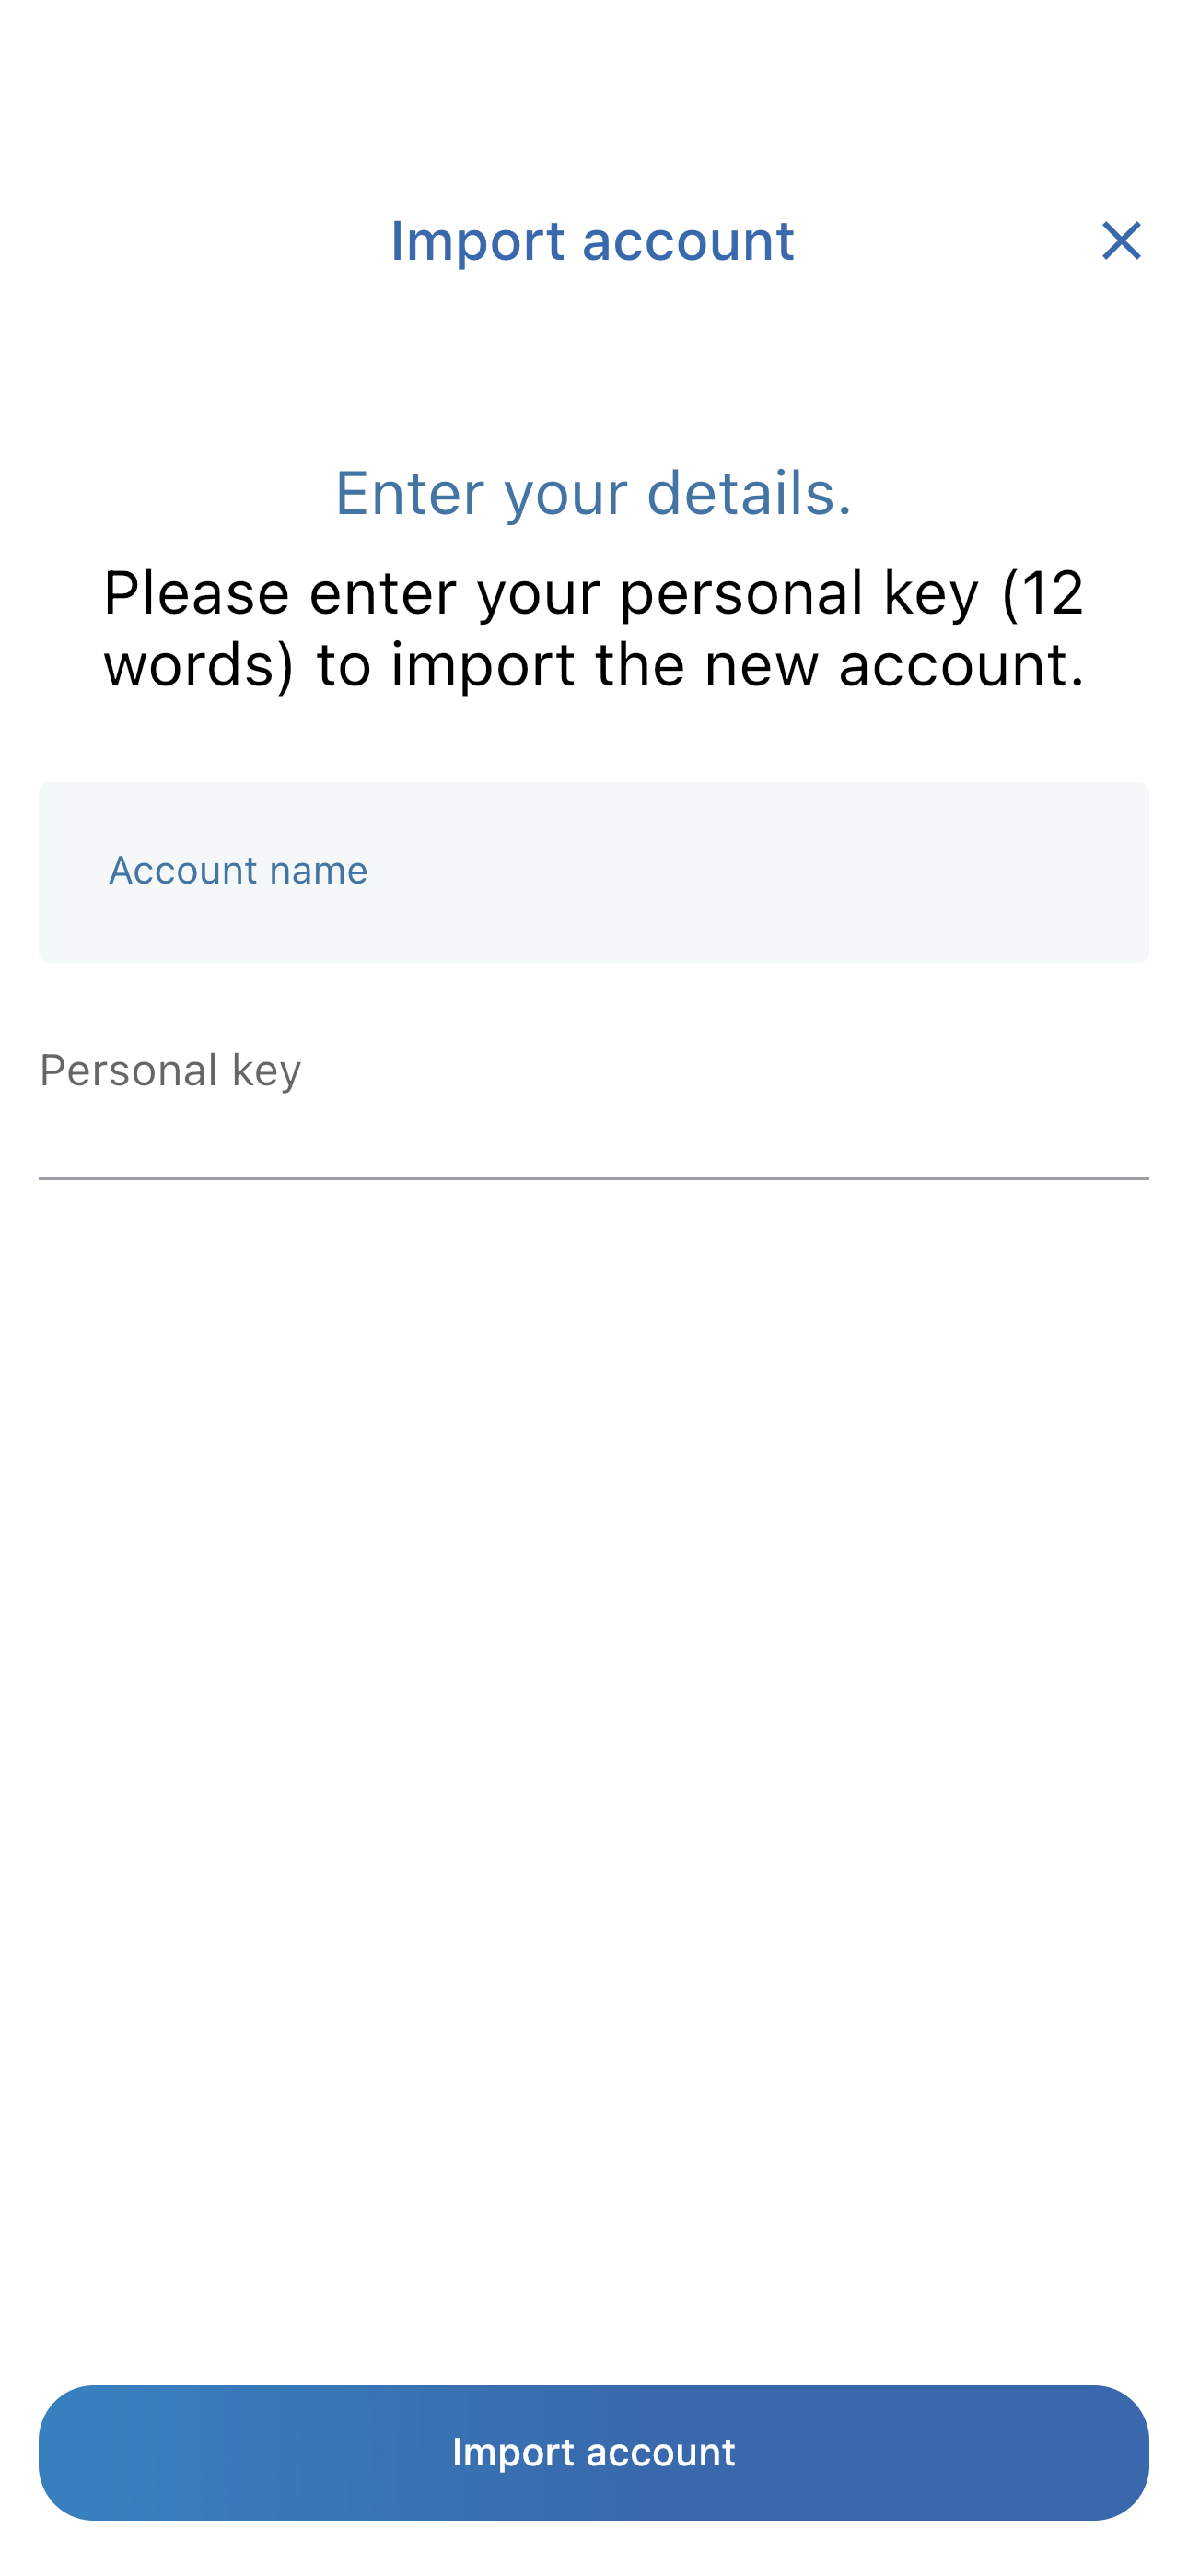 Import account
Enter your details.
Please enter your personal key (12
words) to import the new account.
Account name
Personal key
Import account